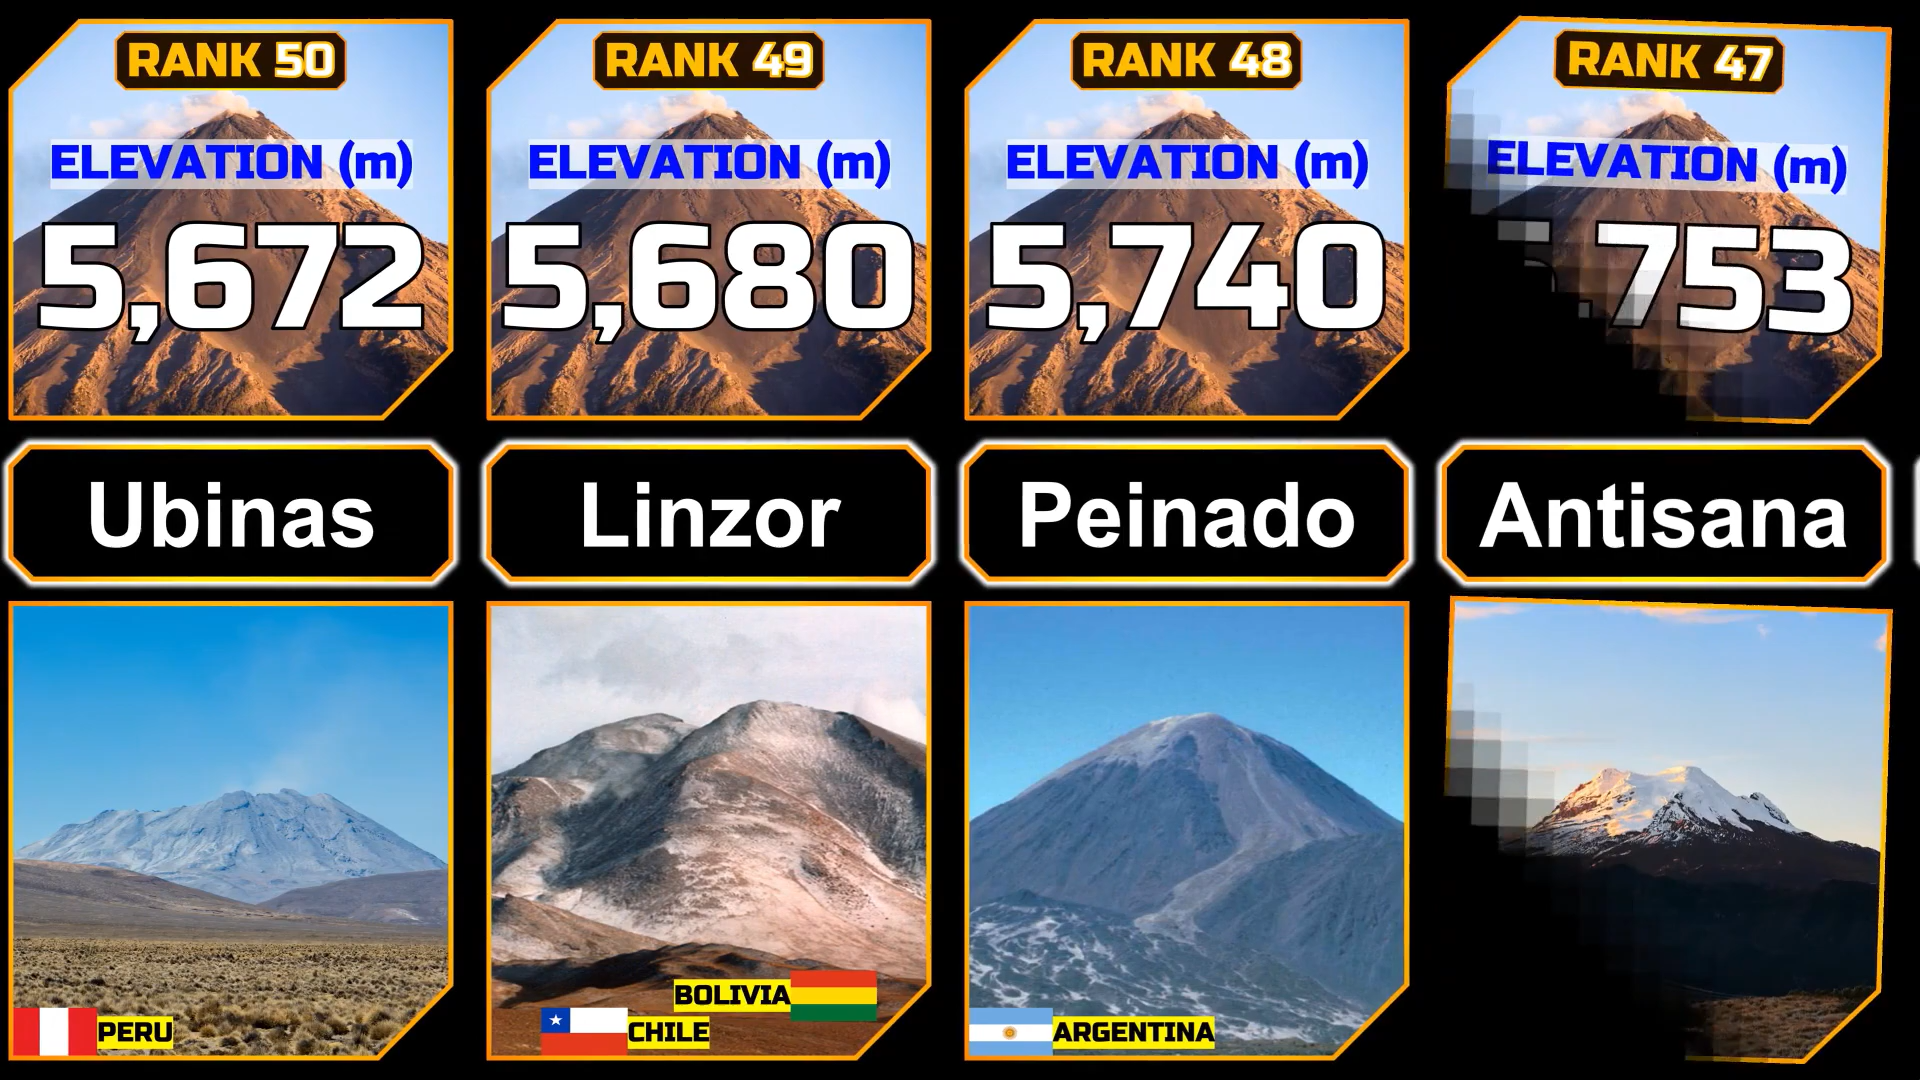 RANK 50
ELEVATION (m)
5,672
Ubinas
PERU
RANK 49
ELEVATION (m)
5,680
Linzor
BOLIVIA
CHILE
RANK 48
ELEVATION (m)
5,740
Peinado
ARGENTINA
RANK 47
ELEVATION (m)
753
Antisana